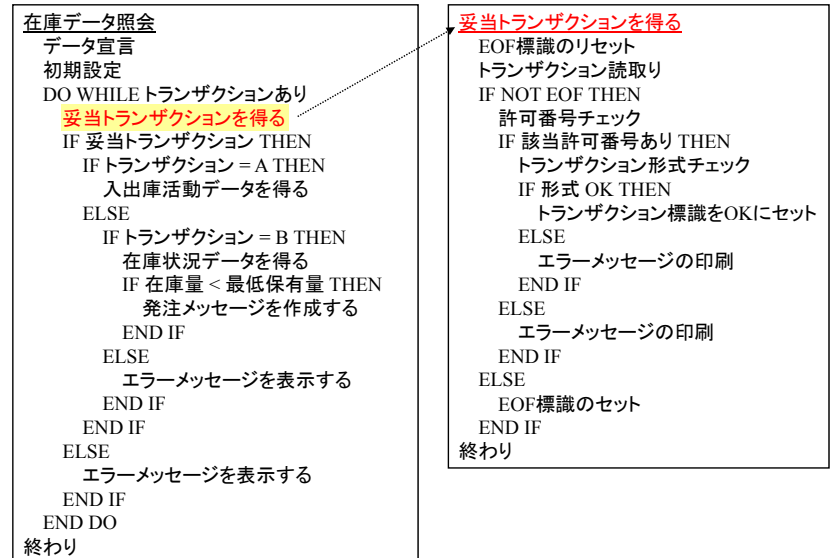 在庫データ照会
データ宣言
初期設定
DO WHILE トランザクションあり
妥当トランザクションを得る
IF 妥当トランザクション THEN
IF トランザクション = A THEN
入出庫活動データを得る
ELSE
IF トランザクション = B THEN
在庫状況データを得る
IF 在庫量 < 最低保有量 THEN
発注メッセージを作成する
END IF
ELSE
エラーメッセージを表示する
END IF
END IF
ELSE
エラーメッセージを表示する
END IF
END DO
終わり
妥当トランザクションを得る
EOF標識のリセット
トランザクション読取り
IF NOT EOF THEN
許可番号チェック
IF 該当許可番号あり THEN
トランザクション形式チェック
IF 形式 OK THEN
トランザクション標識をOKにセット
ELSE
エラーメッセージの印刷
END IF
ELSE
エラーメッセージの印刷
END IF
ELSE
EOF標識のセット
END IF
終わり